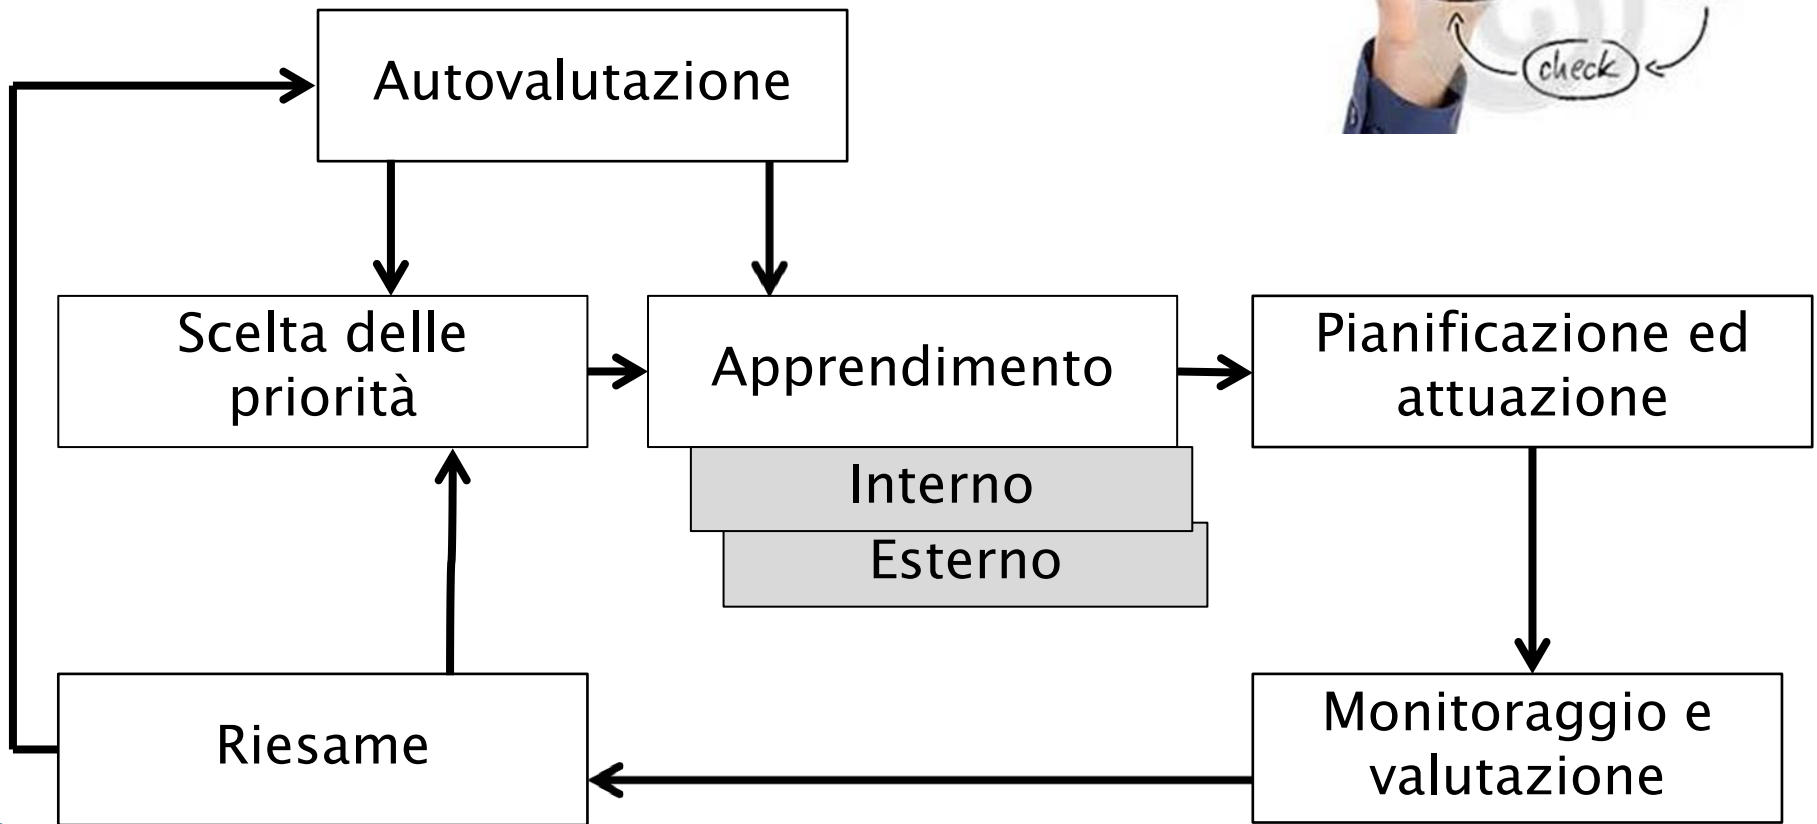 check
Autovalutazione
Scelta delle
priorità
Apprendimento
Pianificazione ed
attuazione
Interno
Esterno
Riesame
Monitoraggio e
valutazione